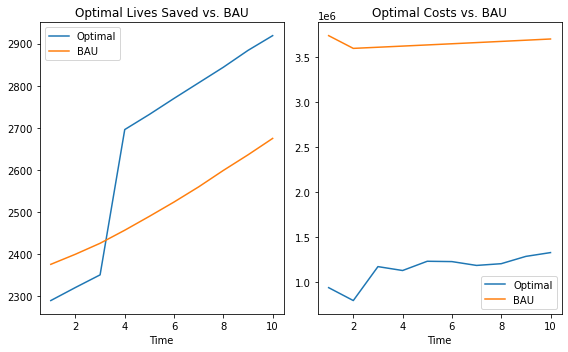 Optimal Lives Saved vs. BAU
Optimal
BAU
2900
2800
2700
2600
2500
2400
2300
2 4 6 8 10
Time
Optimal Costs vs. BAU
1e6
3.5
3.0
2.5
2.0
1.5
1.0
Optimal
BAU
2 4 6 8 10
Time